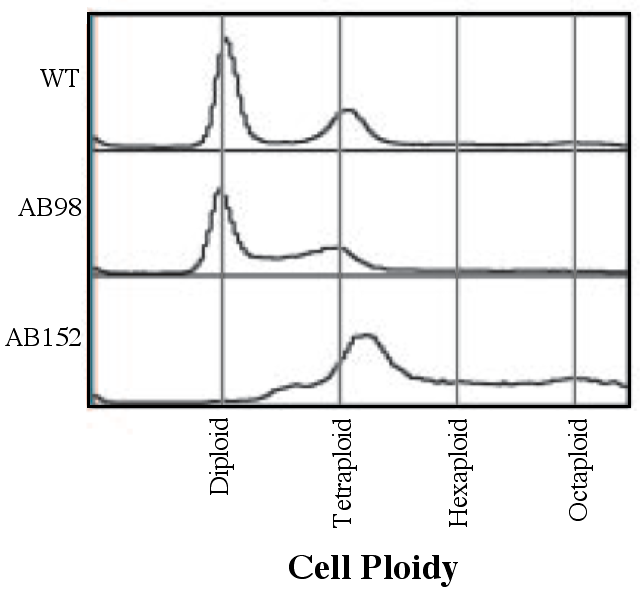 WT
AB98
AB152
Diploid
Tetraploid
Hexaploid
Octaploid
Cell Ploidy